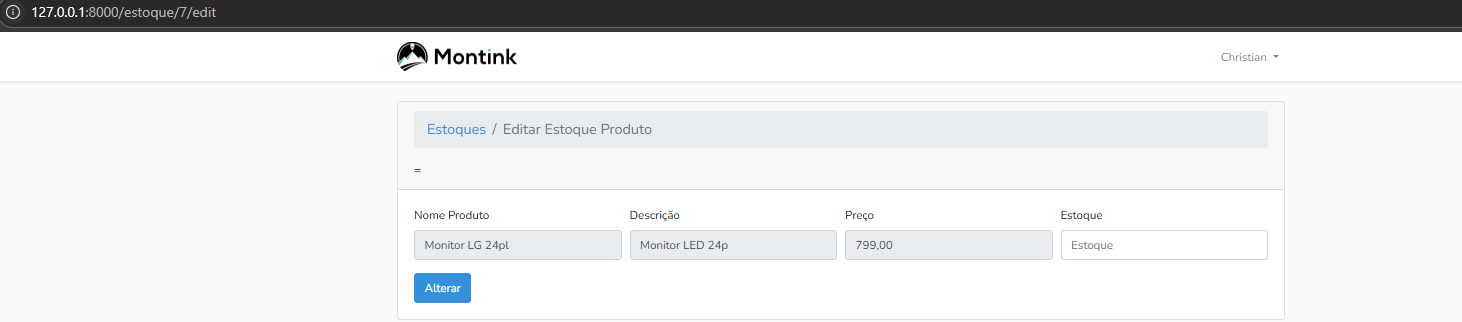 127.0.0.1:8000/estoque/7/edit
Montink
Christian
Estoques / Editar Estoque Produto
=
Nome Produto Descrição Preço Estoque
Monitor LG 24pl Monitor LED 24p 799,00 Estoque
Alterar